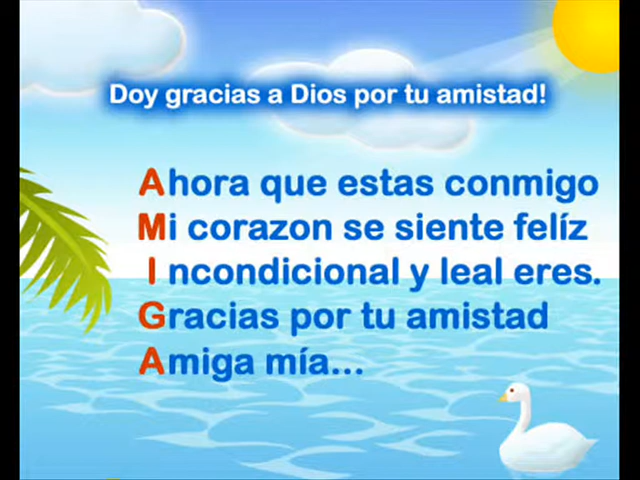 Doy gracias a Dios por tu amistad!
Ahora que estas conmigo
Mi corazon se siente felíz
I ncondicional y leal eres.
Gracias por tu amistad
Amiga mía...